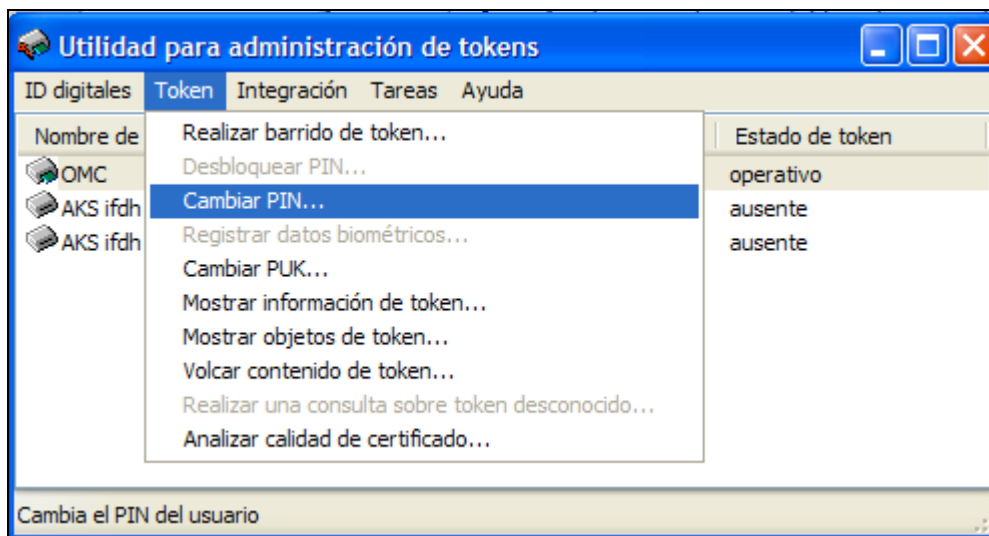 Utilidad para administración de tokens
ID digitales Token Integración Tareas Ayuda
Nombre de Estado de token
Realizar barrido de token...
OMC operativo
Desbloquear PIN...
Cambiar PIN...
AKS ifdh ausente
Registrar datos biométricos...
AKS ifdh ausente
Cambiar PUK...
Mostrar información de token...
Mostrar objetos de token...
Volcar contenido de token...
Realizar una consulta sobre token desconocido...
Analizar calidad de certificado...
Cambia el PIN del usuario